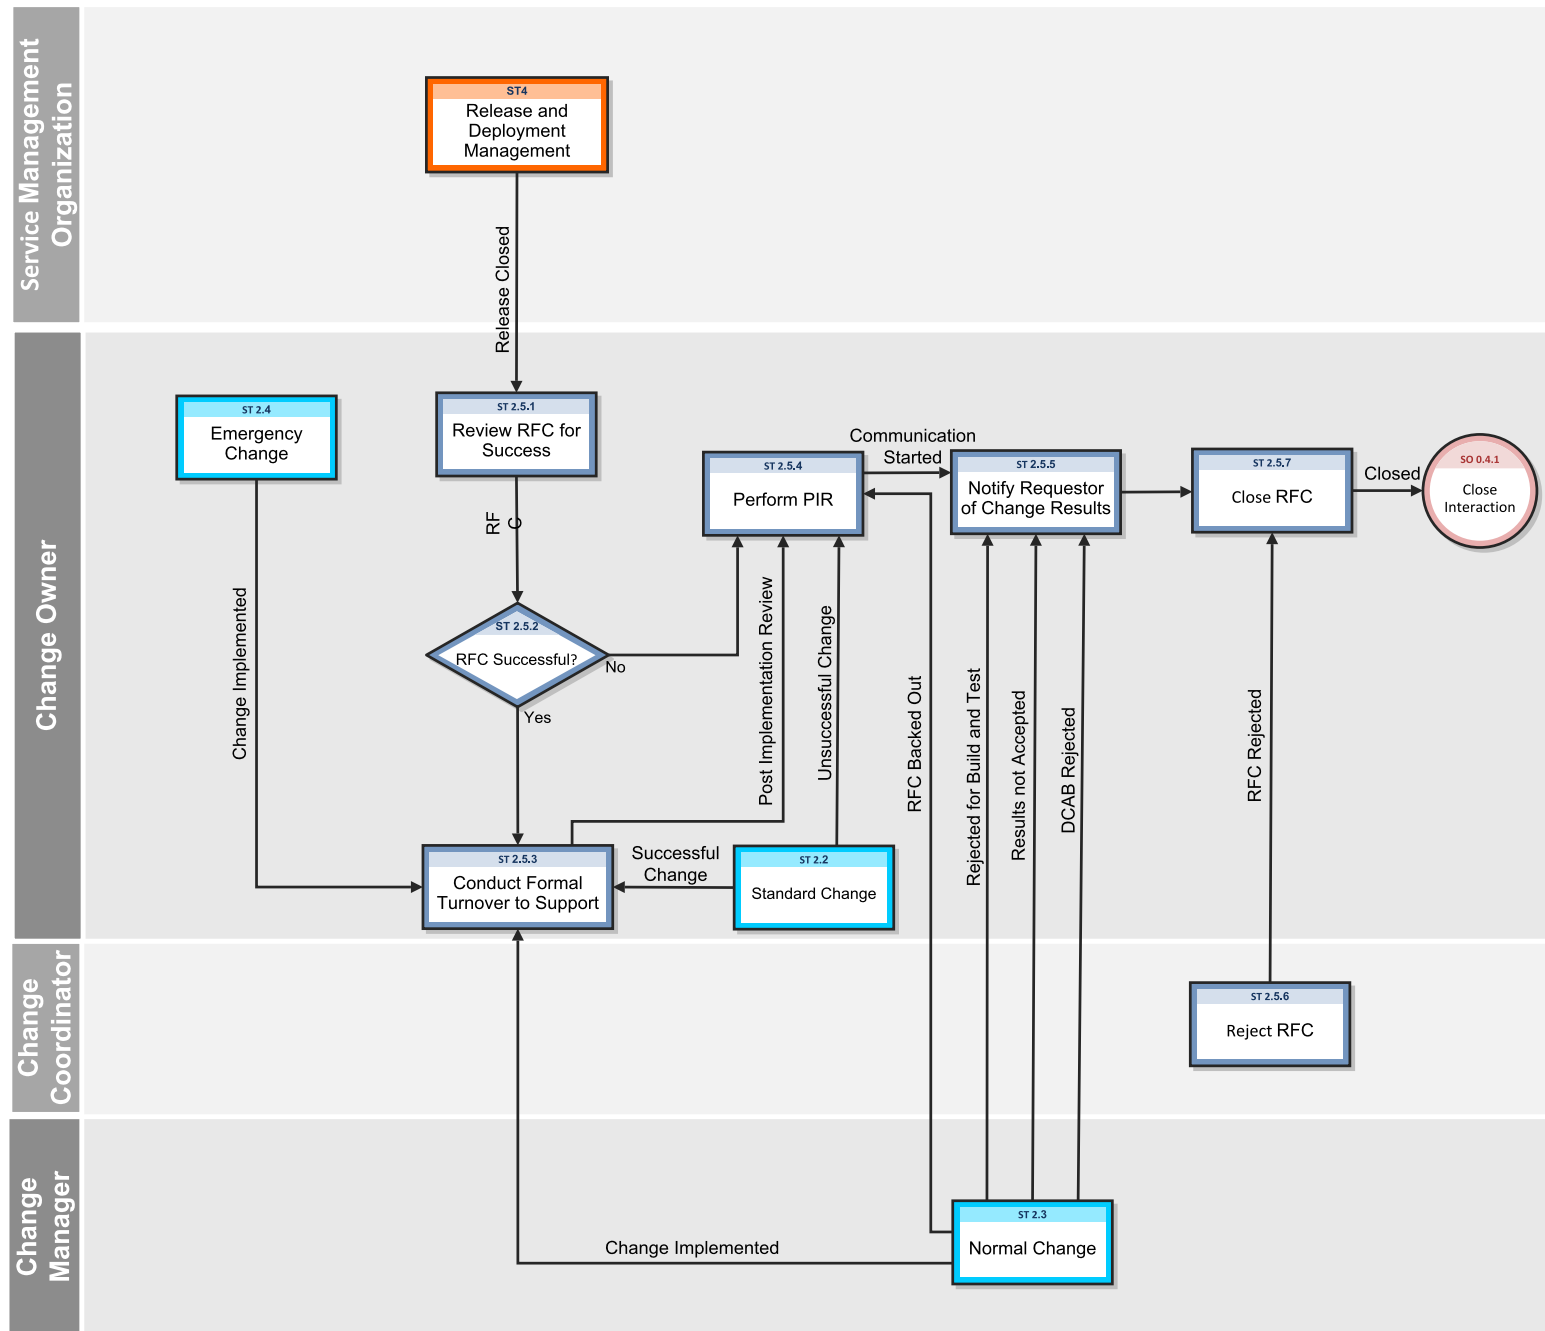 Service Management
Organization
ST4
Release and
Deployment
Management
Release Closed
Change Owner
ST 2.4
Emergency
Change
ST 2.5.1
Review RFC for
Success
RF
C
ST 2.5.2
RFC Successful?
No
Yes
Change Implemented
ST 2.5.3
Conduct Formal
Turnover to Support
Successful
Change
ST 2.2
Standard Change
Post Implementation Review
Unsuccessful Change
ST 2.5.4
Perform PIR
Communication
Started
ST 2.5.5
Notify Requestor
of Change Results
RFC Backed Out
Rejected for Build and Test
Results not Accepted
DCAB Rejected
ST 2.5.7
Close RFC
Closed
SO 0.4.1
Close
Interaction
RFC Rejected
Change
Coordinator
ST 2.5.6
Reject RFC
Change
Manager
Change Implemented
ST 2.3
Normal Change